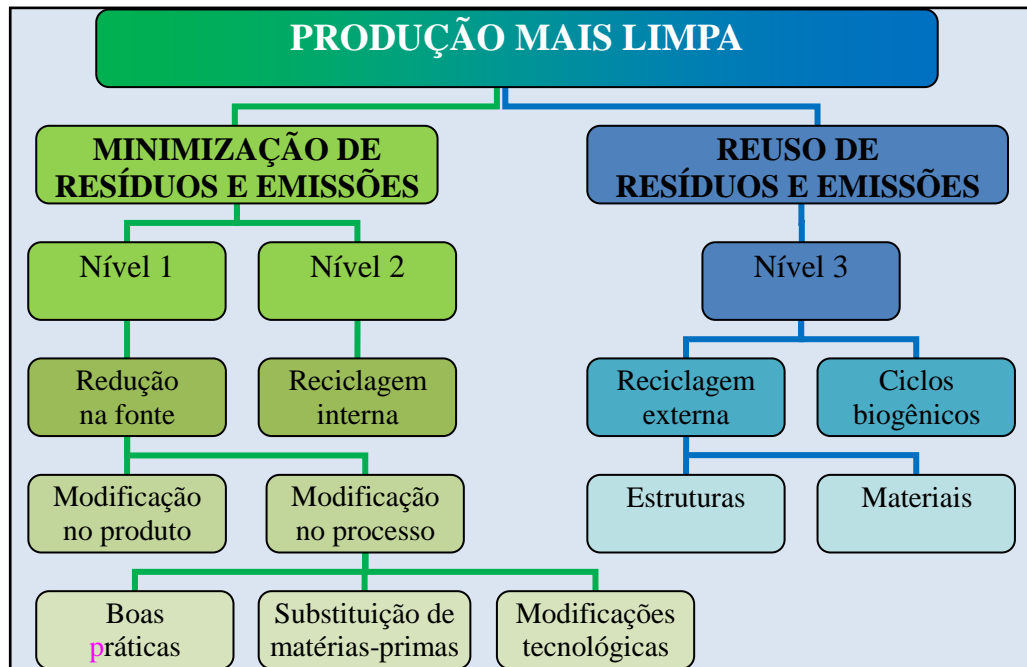 PRODUÇÃO MAIS LIMPA
MINIMIZAÇÃO DE
RESÍDUOS E EMISSÕES
REUSO DE
RESÍDUOS E EMISSÕES
Nível 1
Nível 2
Nível 3
Redução
na fonte
Reciclagem
interna
Reciclagem
externa
Ciclos
biogênicos
Modificação
no produto
Modificação
no processo
Estruturas
Materiais
Boas
práticas
Substituição de
matérias-primas
Modificações
tecnológicas